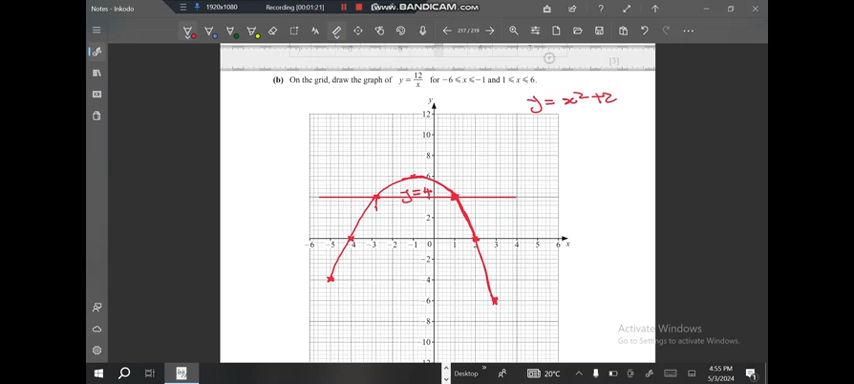 Notes - Inkodo
1920x1080
Recording [00:01:21]
www.BANDICAM.com
217 / 219
[3]
(b) On the grid, draw the graph of y = 12/x for −6 ⩽ x ⩽ −1 and 1 ⩽ x ⩽ 6.
y = x² + 2
y
12
10
8
6
y = 4
4
2
−6 −5 −4 −3 −2 −1 0 1 2 3 4 5 6 x
−2
4
6
8
10
12
Activate Windows
Go to Settings to activate Windows.
Desktop
20°C
4:55 PM
5/3/2024